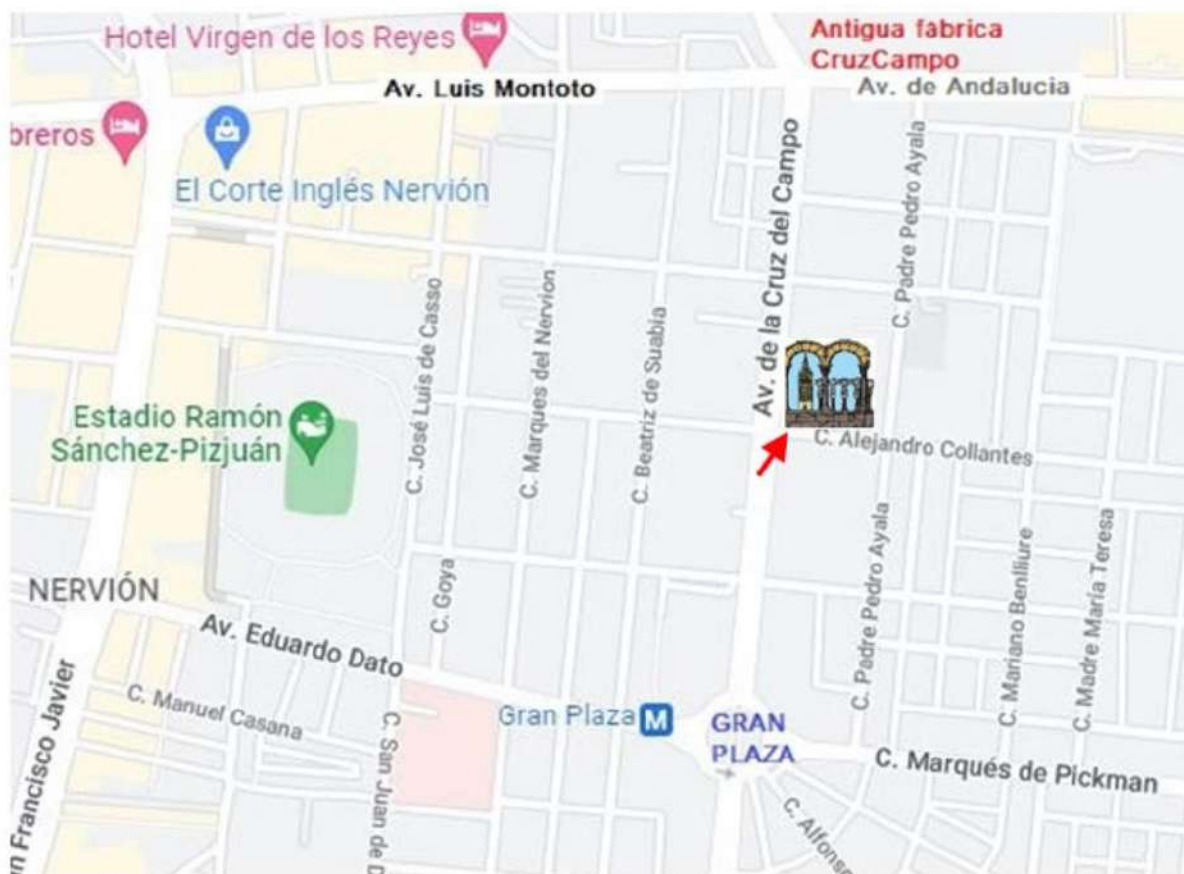 Hotel Virgen de los Reyes
Antigua fàbrica
CruzCampo
Av. Luis Montoto
Av. de Andalucia
breros
El Corte Inglés Nervión
Av. de la Cruz del Campo
C. Padre Pedro Ayala
C. José Luis de Casso
C. Marques del Nervion
C. Beatriz de Suabia
Estadio Ramón
Sánchez-Pizjuán
C. Alejandro Collantes
NERVIÓN
C. Goya
C. Padre Pedro Ayala
C. Mariano Benlliure
C. Madre María Teresa
Av. Eduardo Dato
C. Manuel Casana
Gran Plaza
M
GRAN
PLAZA
C. Marqués de Pickman
n Francisco Javier
C. San Juan de D
C. Alfonso